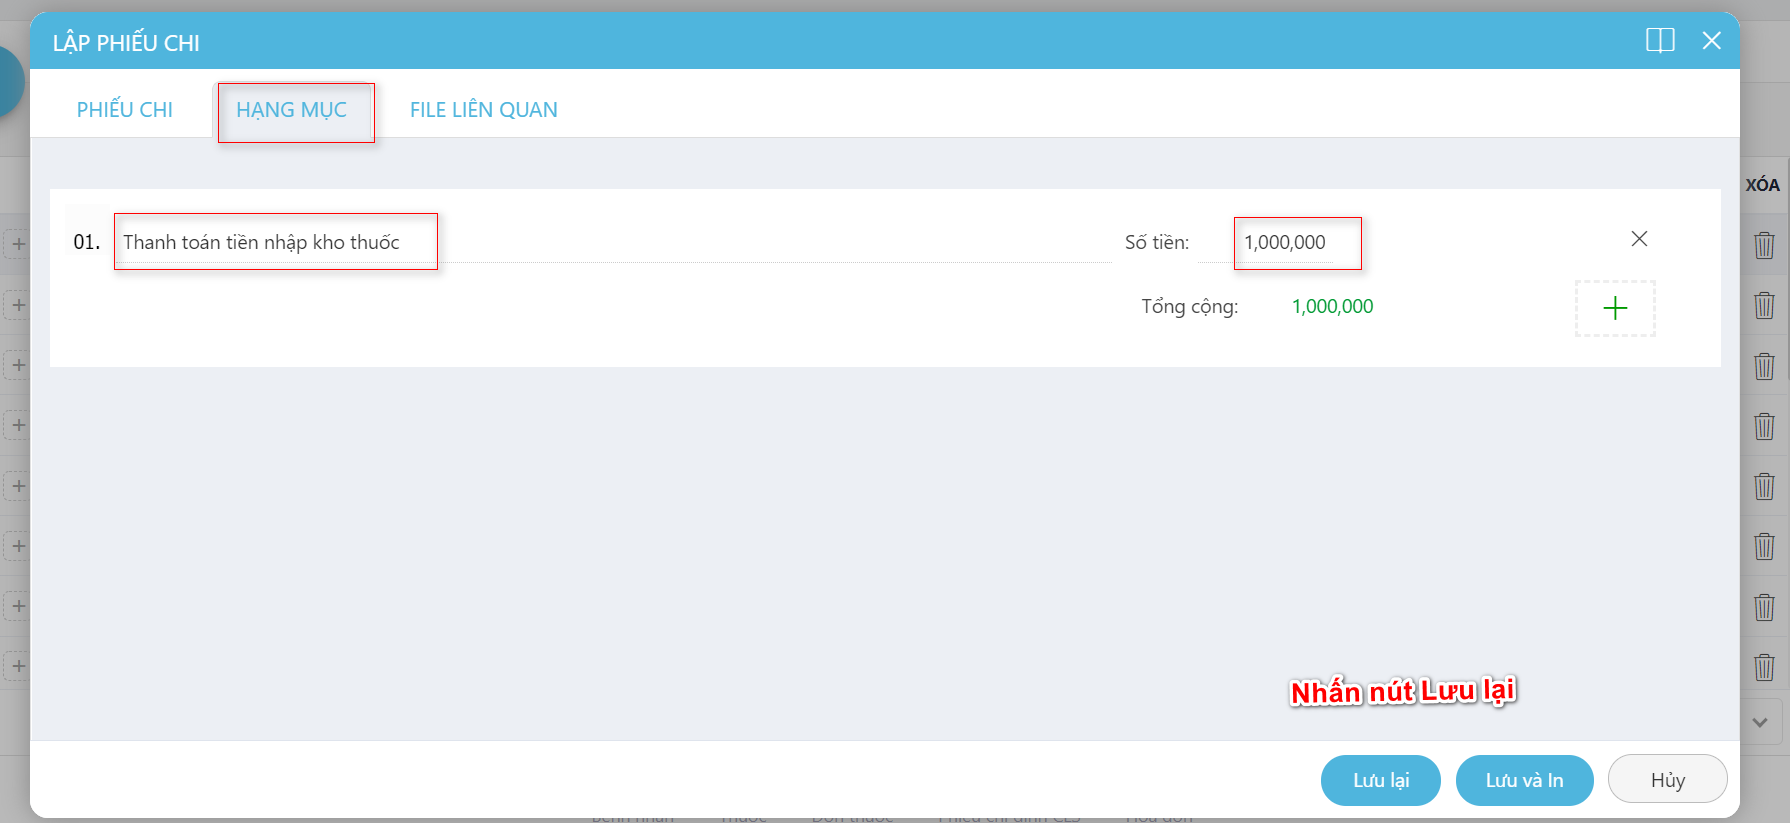 LẬP PHIẾU CHI
PHIẾU CHI
HẠNG MỤC
FILE LIÊN QUAN
XÓA
01. Thanh toán tiền nhập kho thuốc Số tiền: 1,000,000
Tổng cộng: 1,000,000
Nhấn nút Lưu lại
Lưu lại
Lưu và In
Hủy